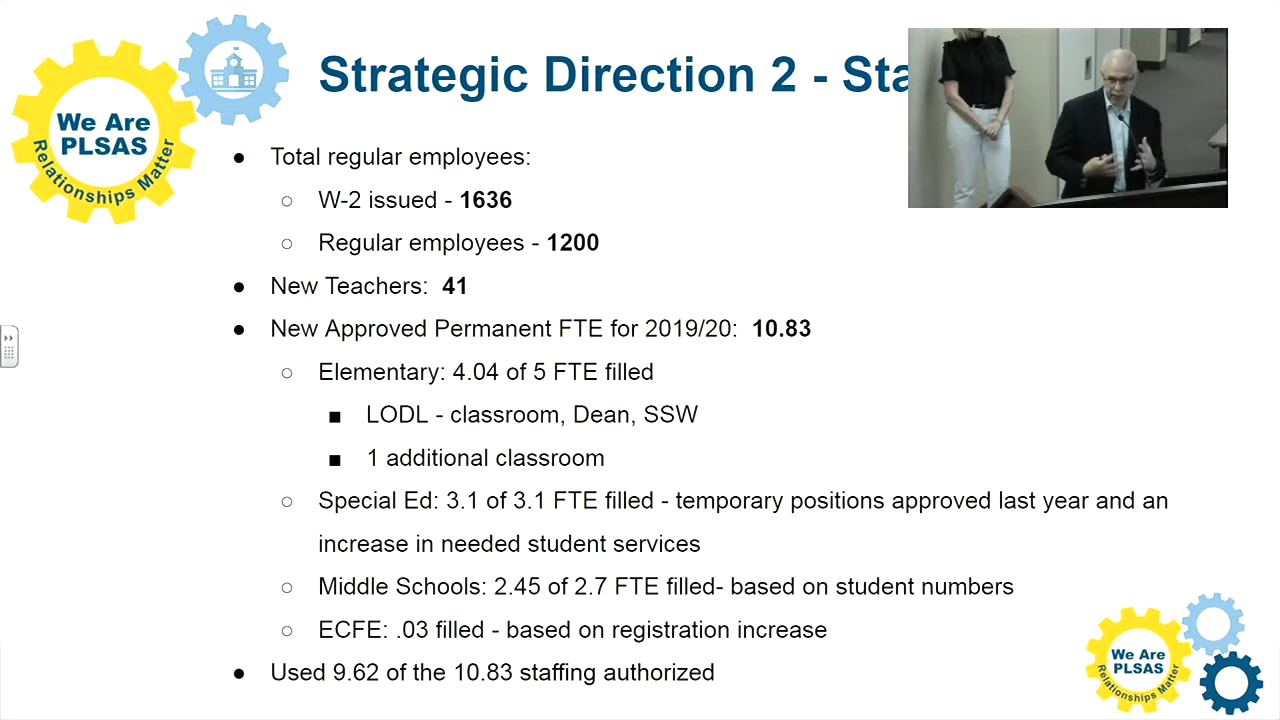 We Are
PLSAS
Relationships Matter
Strategic Direction 2 - Sta
● Total regular employees:
○ W-2 issued - 1636
○ Regular employees - 1200
● New Teachers: 41
● New Approved Permanent FTE for 2019/20: 10.83
○ Elementary: 4.04 of 5 FTE filled
■ LODL - classroom, Dean, SSW
■ 1 additional classroom
○ Special Ed: 3.1 of 3.1 FTE filled - temporary positions approved last year and an
increase in needed student services
○ Middle Schools: 2.45 of 2.7 FTE filled- based on student numbers
○ ECFE: .03 filled - based on registration increase
● Used 9.62 of the 10.83 staffing authorized
We Are
PLSAS
Relationships Matter